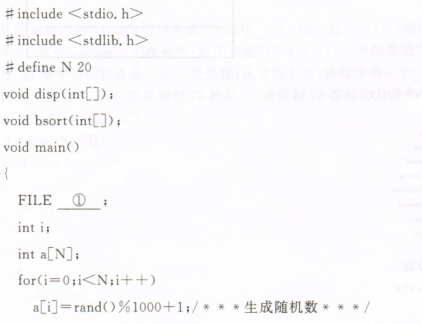 #include <stdio.h>
#include <stdlib.h>
#define N 20
void disp(int[]);
void bsort(int[]);
void main()
{
FILE ① ;
int i;
int a[N];
for(i=0;i<N;i++)
a[i]=rand()%1000+1;/* * * 生成随机数 * * */